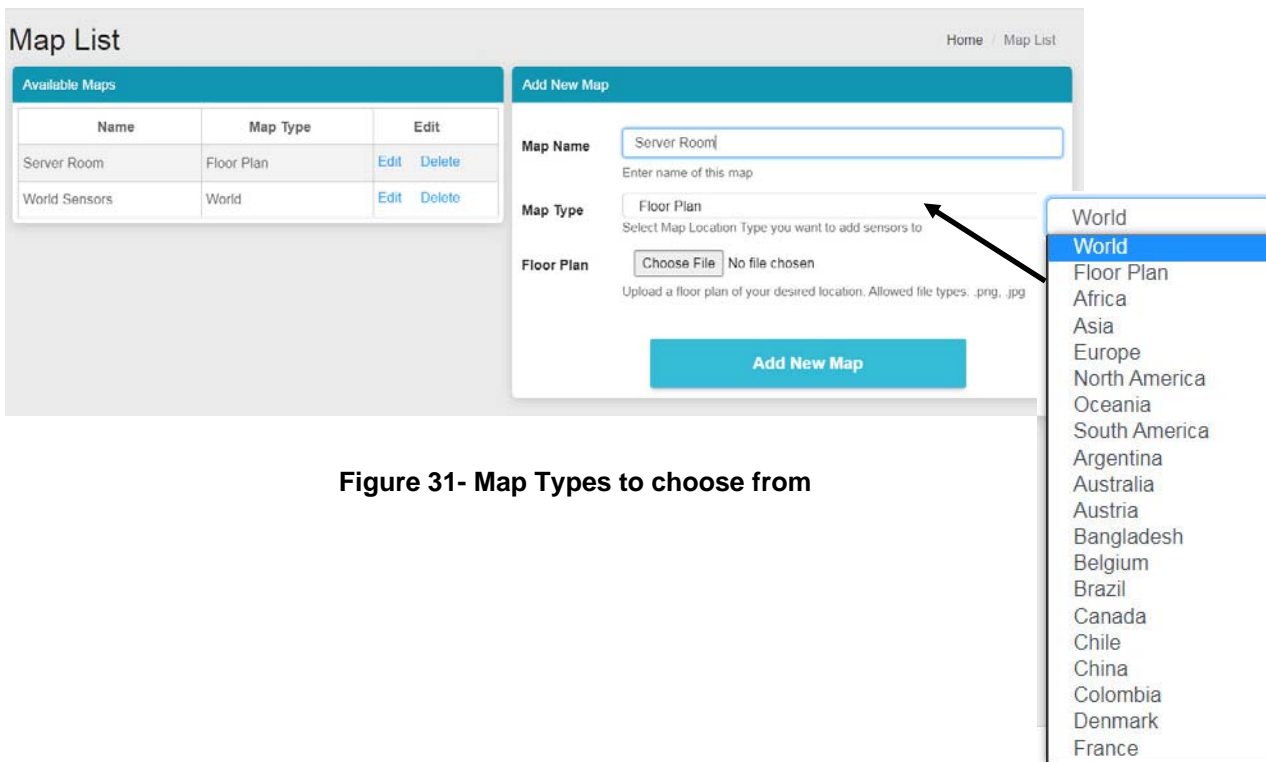 Map List
Home / Map List
Available Maps
Name Map Type Edit
Server Room Floor Plan Edit Delete
World Sensors World Edit Delete
Add New Map
Map Name Server Room
Enter name of this map
Map Type Floor Plan
Select Map Location Type you want to add sensors to
Floor Plan Choose File No file chosen
Upload a floor plan of your desired location. Allowed file types. .png, .jpg
Add New Map
World
World
Floor Plan
Africa
Asia
Europe
North America
Oceania
South America
Argentina
Australia
Austria
Bangladesh
Belgium
Brazil
Canada
Chile
China
Colombia
Denmark
France
Figure 31- Map Types to choose from